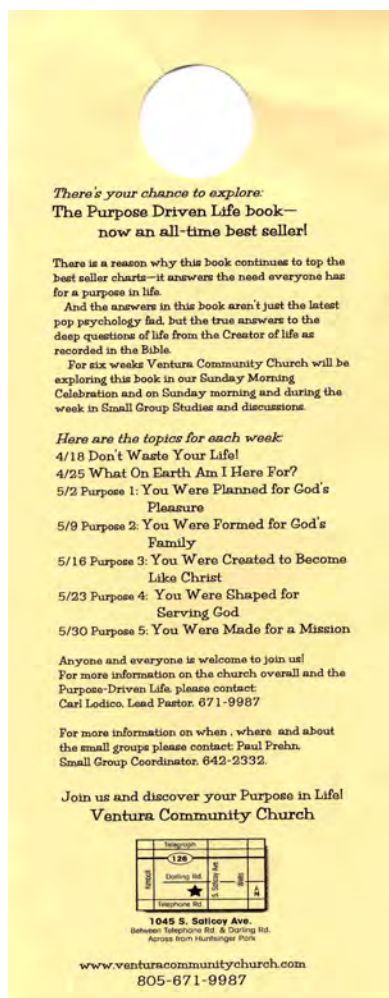 There's your chance to explore:
The Purpose Driven Life book—
now an all-time best seller!
There is a reason why this book continues to top the
best seller charts—it answers the need everyone has
for a purpose in life.
And the answers in this book aren't just the latest
pop psychology fad, but the true answers to the
deep questions of life from the Creator of life as
recorded in the Bible.
For six weeks Ventura Community Church will be
exploring this book in our Sunday Morning
Celebration and on Sunday morning and during the
week in Small Group Studies and discussions.
Here are the topics for each week:
4/18 Don't Waste Your Life!
4/25 What On Earth Am I Here For?
5/2 Purpose 1: You Were Planned for God's
Pleasure
5/9 Purpose 2: You Were Formed for God's
Family
5/16 Purpose 3: You Were Created to Become
Like Christ
5/23 Purpose 4: You Were Shaped for
Serving God
5/30 Purpose 5: You Were Made for a Mission
Anyone and everyone is welcome to join us!
For more information on the church overall and the
Purpose-Driven Life, please contact:
Carl Lodico, Lead Pastor, 671-9987
For more information on when , where and about
the small groups please contact: Paul Prehn,
Small Group Coordinator, 642-2332.
Join us and discover your Purpose in Life!
Ventura Community Church
Telegraph
126
Kimball
Darling Rd.
S. Saticoy Ave.
Wells
N
Telephone Rd.
1045 S. Saticoy Ave.
Between Telephone Rd. & Darling Rd.
Across from Huntsinger Park
www.venturacommunitychurch.com
805-671-9987